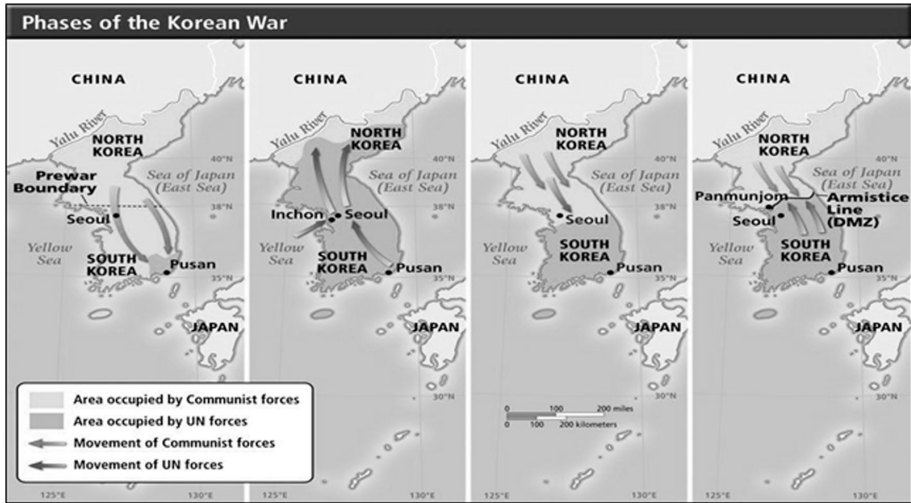 Phases of the Korean War
CHINA
Yalu River
NORTH
KOREA
40°N
Prewar
Boundary
Sea of Japan
(East Sea)
38°N
Seoul
Yellow
Sea
SOUTH
KOREA
Pusan
35°N
JAPAN
30°N
125°E
130°E
CHINA
Yalu River
NORTH
KOREA
40°N
Sea of Japan
(East Sea)
38°N
Inchon
Seoul
Yellow
Sea
SOUTH
KOREA
Pusan
35°N
JAPAN
30°N
125°E
130°E
CHINA
Yalu River
NORTH
KOREA
40°N
Sea of Japan
(East Sea)
38°N
Seoul
Yellow
Sea
SOUTH
KOREA
Pusan
35°N
JAPAN
30°N
0 100 200 miles
0 100 200 kilometers
125°E
130°E
CHINA
Yalu River
NORTH
KOREA
40°N
Sea of Japan
(East Sea)
Panmunjom
38°N
Armistice
Line
(DMZ)
Seoul
Yellow
Sea
SOUTH
KOREA
Pusan
35°N
JAPAN
30°N
125°E
130°E
Area occupied by Communist forces
Area occupied by UN forces
Movement of Communist forces
Movement of UN forces